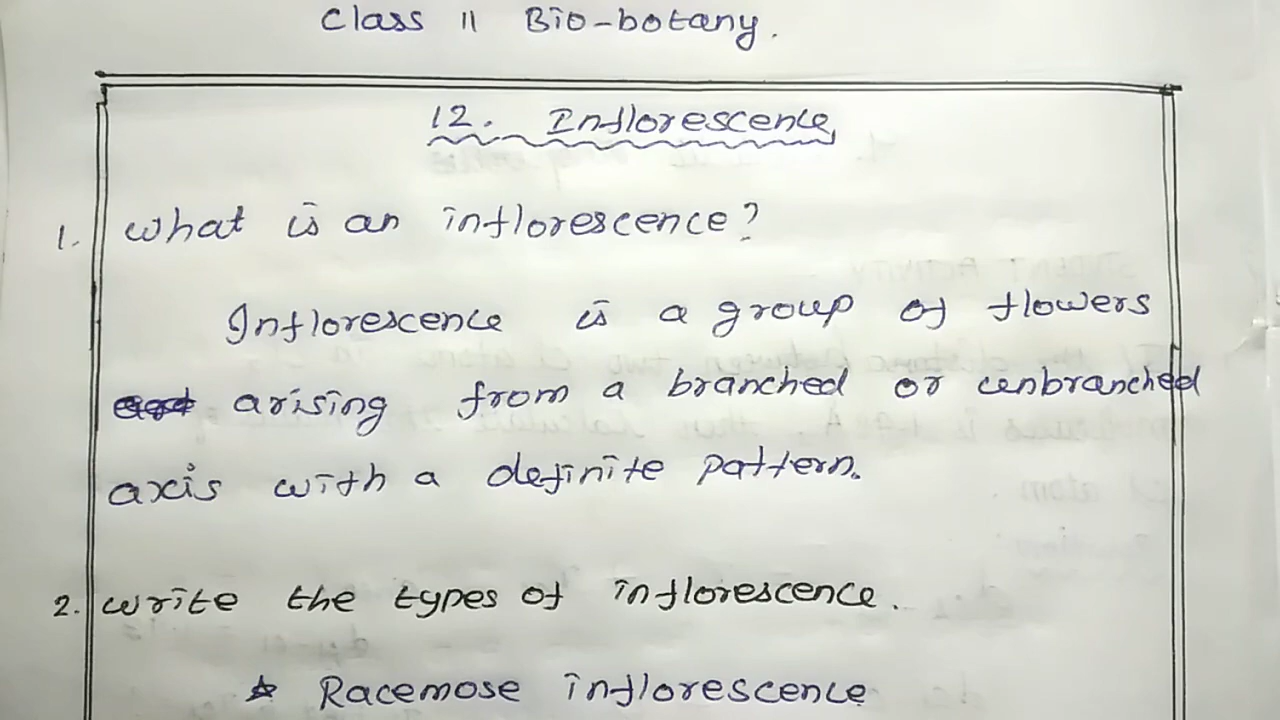 Class 11 Bio-botany.
12. Inflorescence
1. What is an inflorescence?
Inflorescence is a group of flowers
arising from a branched or unbranched
axis with a definite pattern.
2. Write the types of inflorescence.
* Racemose inflorescence